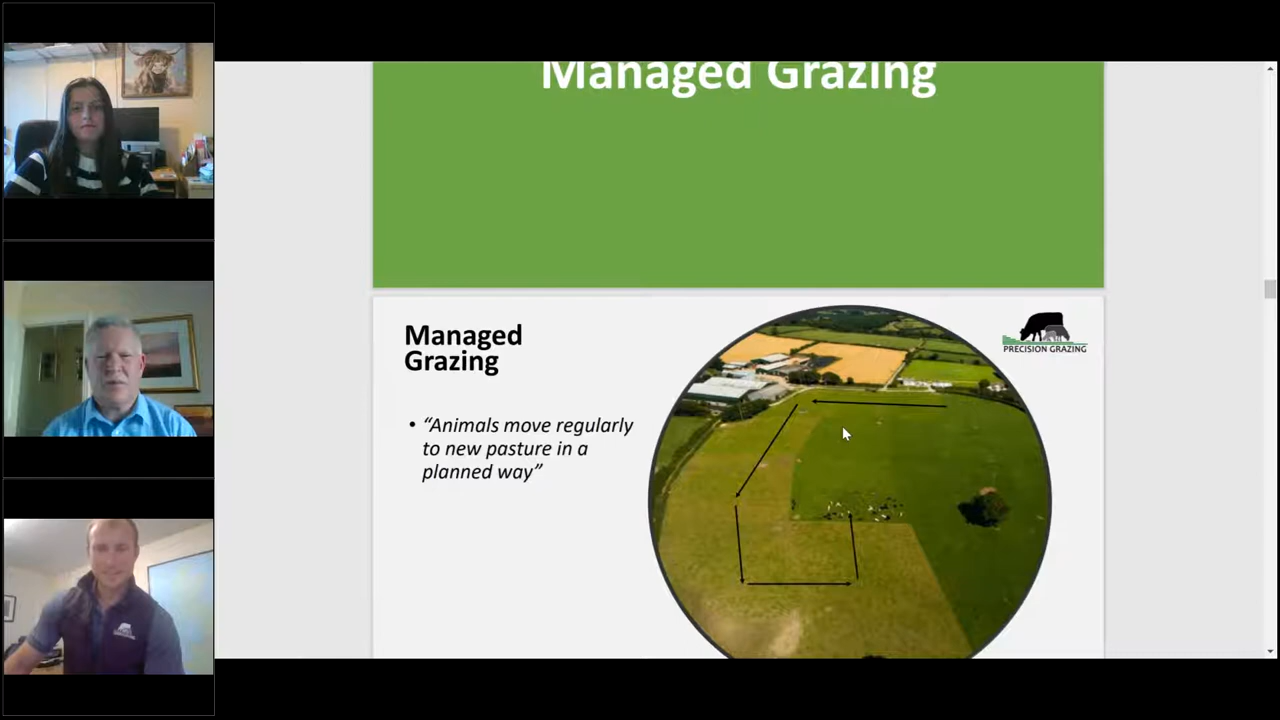 Managed Grazing
Managed
Grazing
PRECISION GRAZING
• “Animals move regularly
to new pasture in a
planned way”